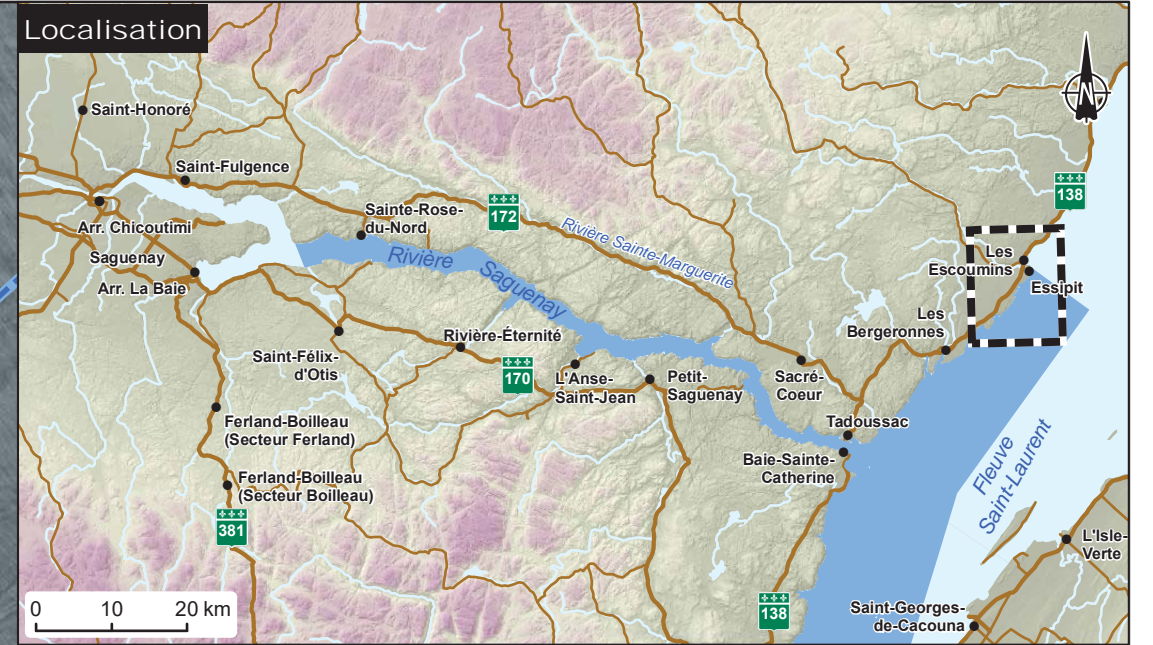 Localisation
N
Saint-Honoré
Saint-Fulgence
138
Sainte-Rose-
du-Nord
172
Arr. Chicoutimi
Rivière Sainte-Marguerite
Saguenay
Rivière Saguenay
Les
Escoumins
Arr. La Baie
Essipit
Les
Bergeronnes
Rivière-Éternité
Saint-Félix-
d'Otis
170
L'Anse-
Saint-Jean
Petit-
Saguenay
Sacré-
Coeur
Ferland-Boilleau
(Secteur Ferland)
Tadoussac
Baie-Sainte-
Catherine
Fleuve
Saint-Laurent
Ferland-Boilleau
(Secteur Boilleau)
381
L'Isle-
Verte
138
Saint-Georges-
de-Cacouna
0 10 20 km